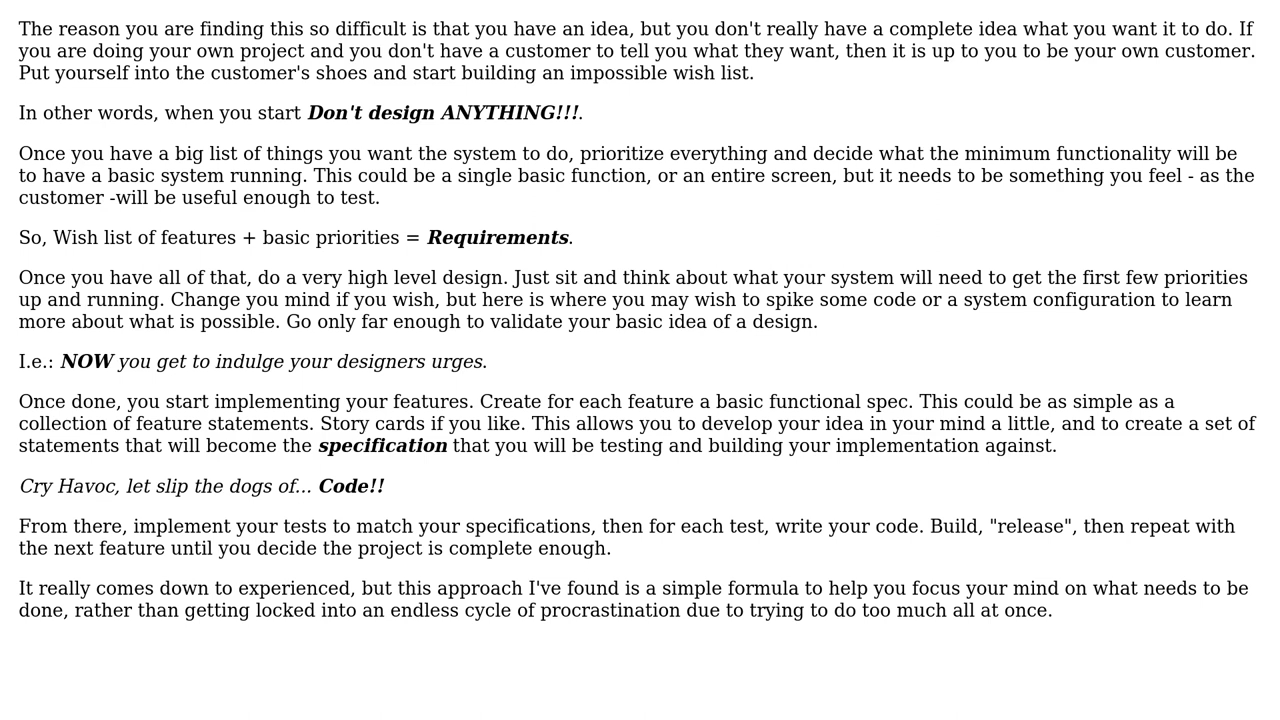 The reason you are finding this so difficult is that you have an idea, but you don't really have a complete idea what you want it to do. If
you are doing your own project and you don't have a customer to tell you what they want, then it is up to you to be your own customer.
Put yourself into the customer's shoes and start building an impossible wish list.
In other words, when you start Don't design ANYTHING!!!.
Once you have a big list of things you want the system to do, prioritize everything and decide what the minimum functionality will be
to have a basic system running. This could be a single basic function, or an entire screen, but it needs to be something you feel - as the
customer -will be useful enough to test.
So, Wish list of features + basic priorities = Requirements.
Once you have all of that, do a very high level design. Just sit and think about what your system will need to get the first few priorities
up and running. Change you mind if you wish, but here is where you may wish to spike some code or a system configuration to learn
more about what is possible. Go only far enough to validate your basic idea of a design.
I.e.: NOW you get to indulge your designers urges.
Once done, you start implementing your features. Create for each feature a basic functional spec. This could be as simple as a
collection of feature statements. Story cards if you like. This allows you to develop your idea in your mind a little, and to create a set of
statements that will become the specification that you will be testing and building your implementation against.
Cry Havoc, let slip the dogs of... Code!!
From there, implement your tests to match your specifications, then for each test, write your code. Build, "release", then repeat with
the next feature until you decide the project is complete enough.
It really comes down to experienced, but this approach I've found is a simple formula to help you focus your mind on what needs to be
done, rather than getting locked into an endless cycle of procrastination due to trying to do too much all at once.